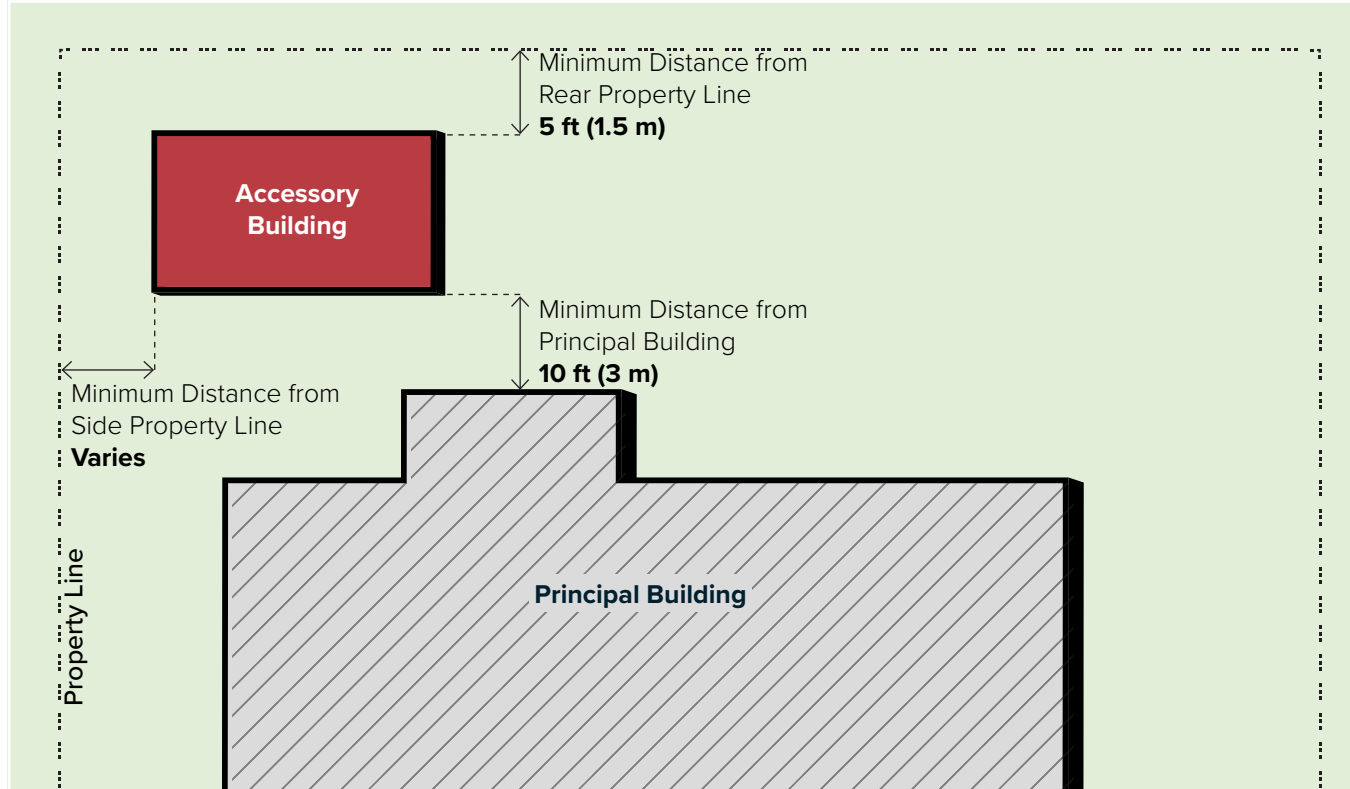 Minimum Distance from
Rear Property Line
5 ft (1.5 m)
Accessory
Building
Minimum Distance from
Principal Building
10 ft (3 m)
Minimum Distance from
Side Property Line
Varies
Property Line
Principal Building